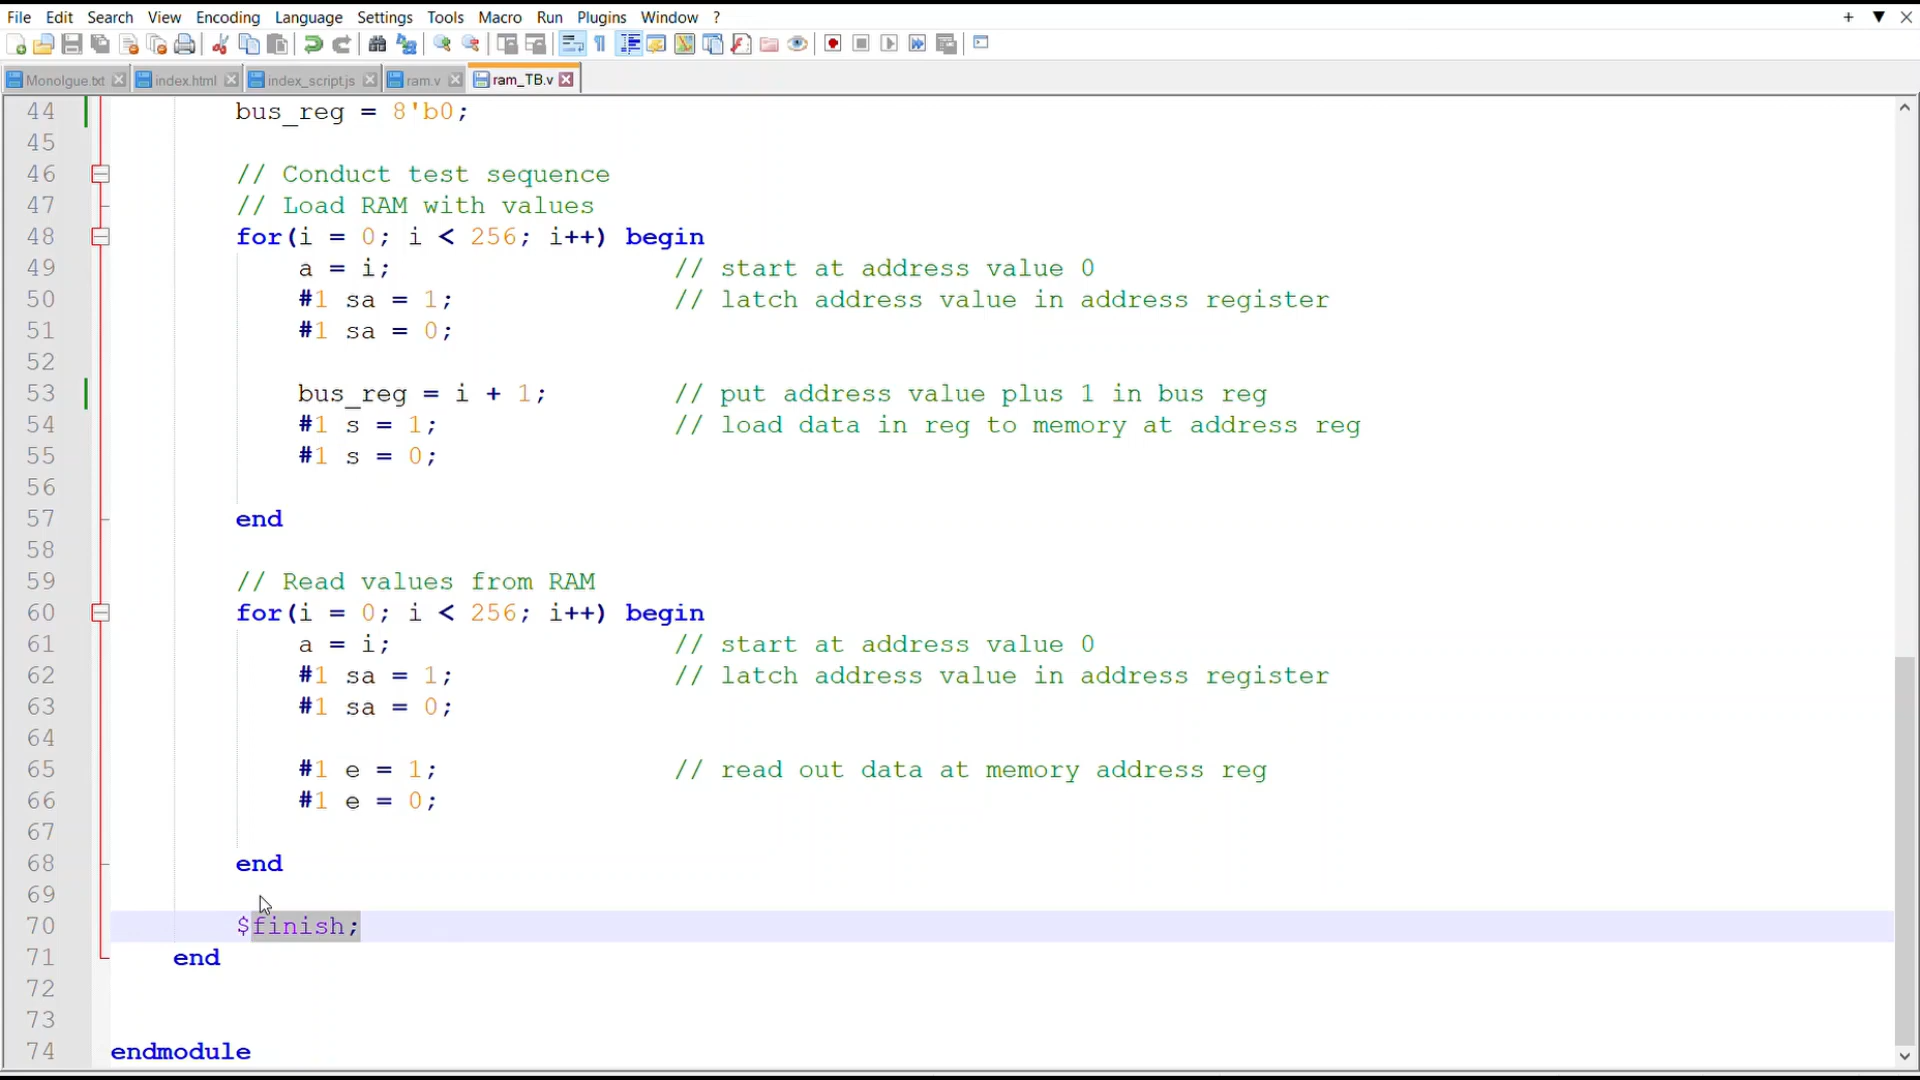 File Edit Search View Encoding Language Settings Tools Macro Run Plugins Window ? + ▼ ✕
Monolgue.txt index.html index_script.js ram.v ram_TB.v
44 bus_reg = 8'b0;
45
46 // Conduct test sequence
47 // Load RAM with values
48 for(i = 0; i < 256; i++) begin
49 a = i; // start at address value 0
50 #1 sa = 1; // latch address value in address register
51 #1 sa = 0;
52
53 bus_reg = i + 1; // put address value plus 1 in bus reg
54 #1 s = 1; // load data in reg to memory at address reg
55 #1 s = 0;
56
57 end
58
59 // Read values from RAM
60 for(i = 0; i < 256; i++) begin
61 a = i; // start at address value 0
62 #1 sa = 1; // latch address value in address register
63 #1 sa = 0;
64
65 #1 e = 1; // read out data at memory address reg
66 #1 e = 0;
67
68 end
69
70 $finish;
71 end
72
73
74 endmodule